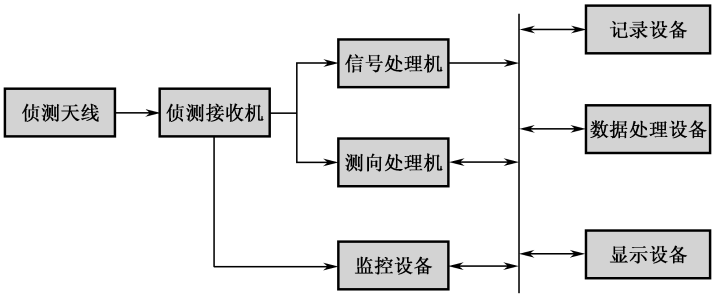 侦测天线
侦测接收机
信号处理机
测向处理机
监控设备
记录设备
数据处理设备
显示设备